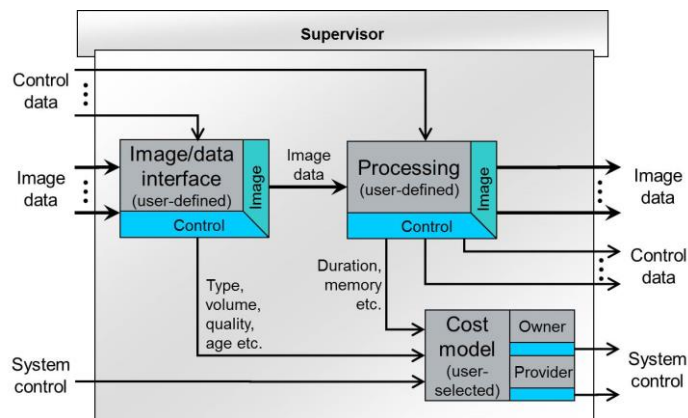 Supervisor
Control
data
Image/data
interface
(user-defined)
Image
Control
Image
data
Image
data
Processing
(user-defined)
Image
Control
Image
data
Control
data
Type,
volume,
quality,
age etc.
Duration,
memory
etc.
Cost
model
(user-
selected)
Owner
Provider
System
control
System
control